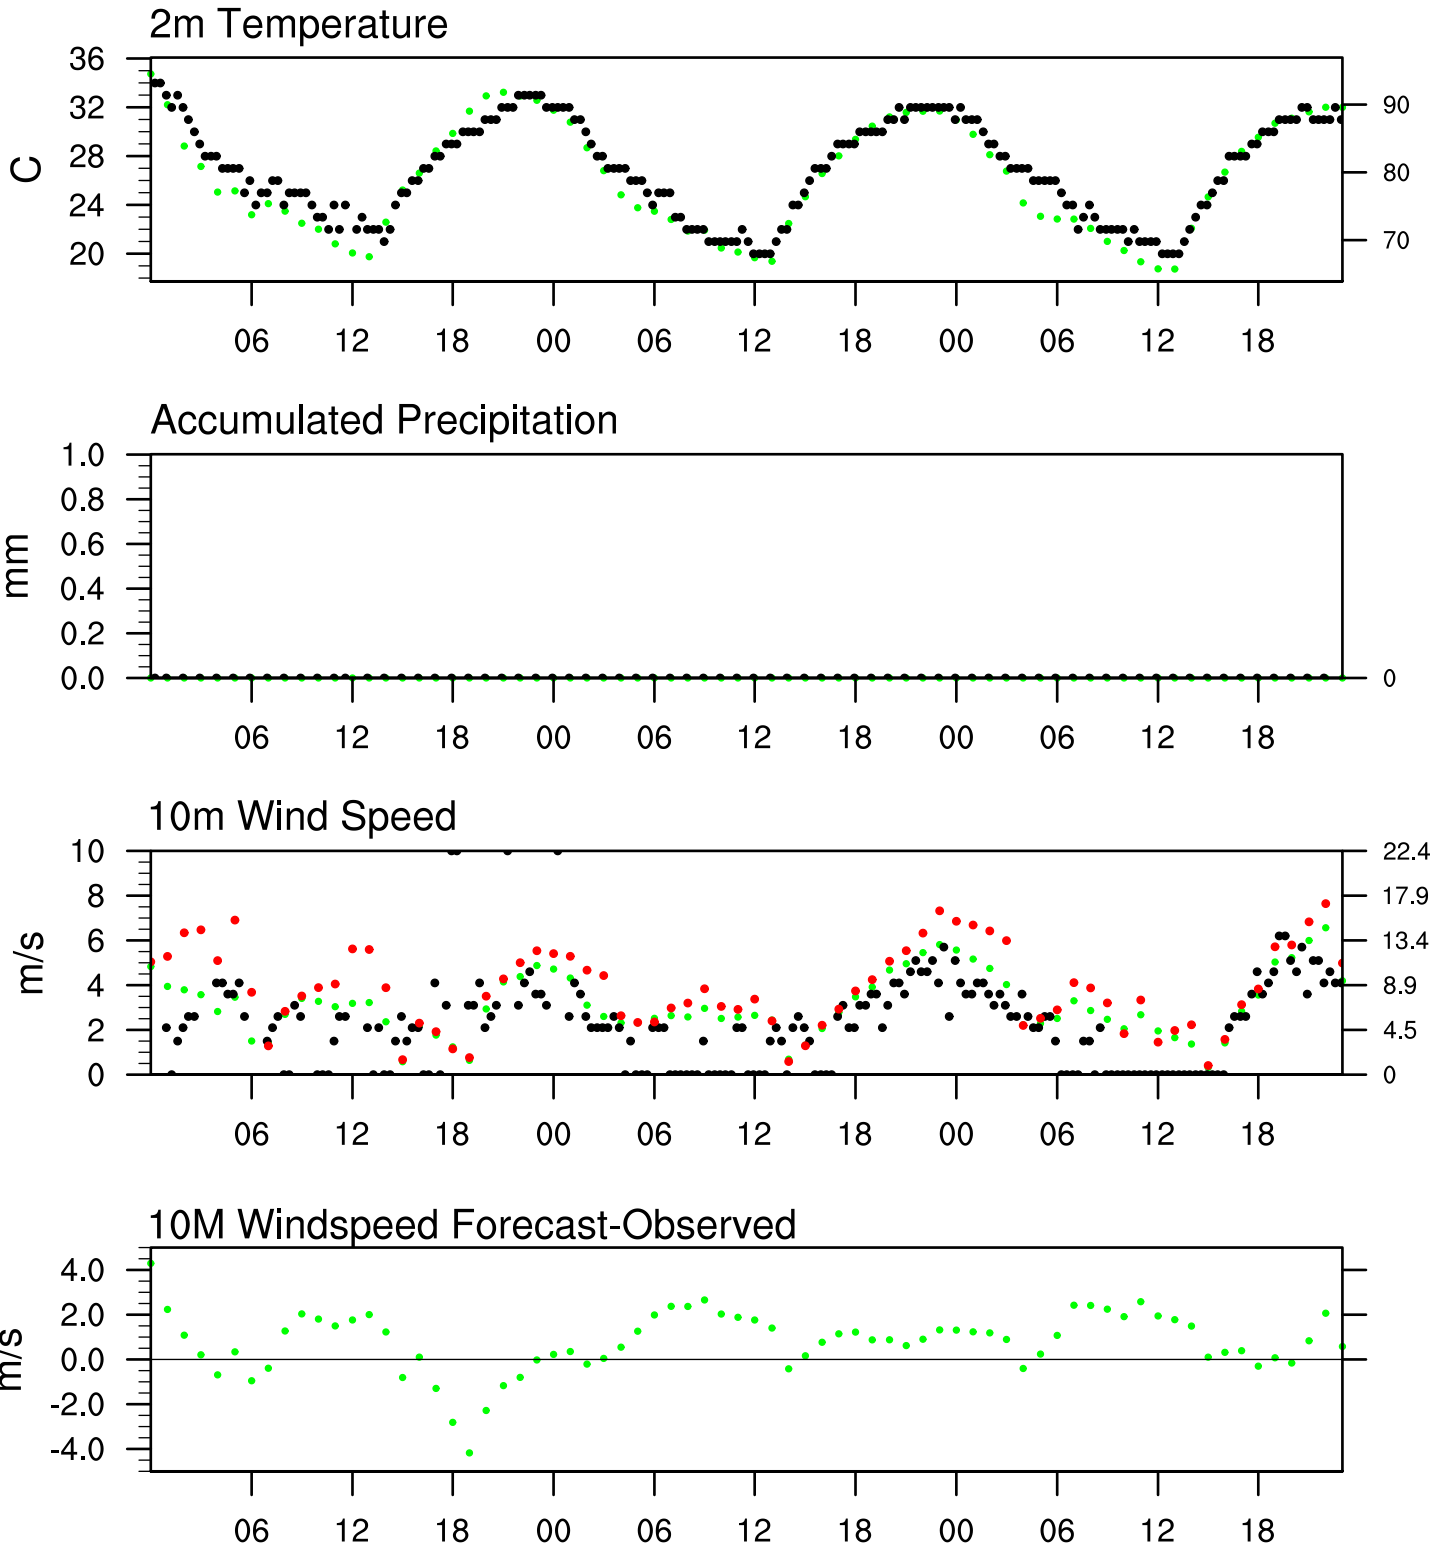 2m Temperature
36
32
28
24
20
C
90
80
70
06 12 18 00 06 12 18 00 06 12 18
Accumulated Precipitation
1.0
0.8
0.6
0.4
0.2
0.0
mm
0
06 12 18 00 06 12 18 00 06 12 18
10m Wind Speed
10
8
6
4
2
0
m/s
22.4
17.9
13.4
8.9
4.5
0
06 12 18 00 06 12 18 00 06 12 18
10M Windspeed Forecast-Observed
4.0
2.0
0.0
-2.0
-4.0
m/s
06 12 18 00 06 12 18 00 06 12 18